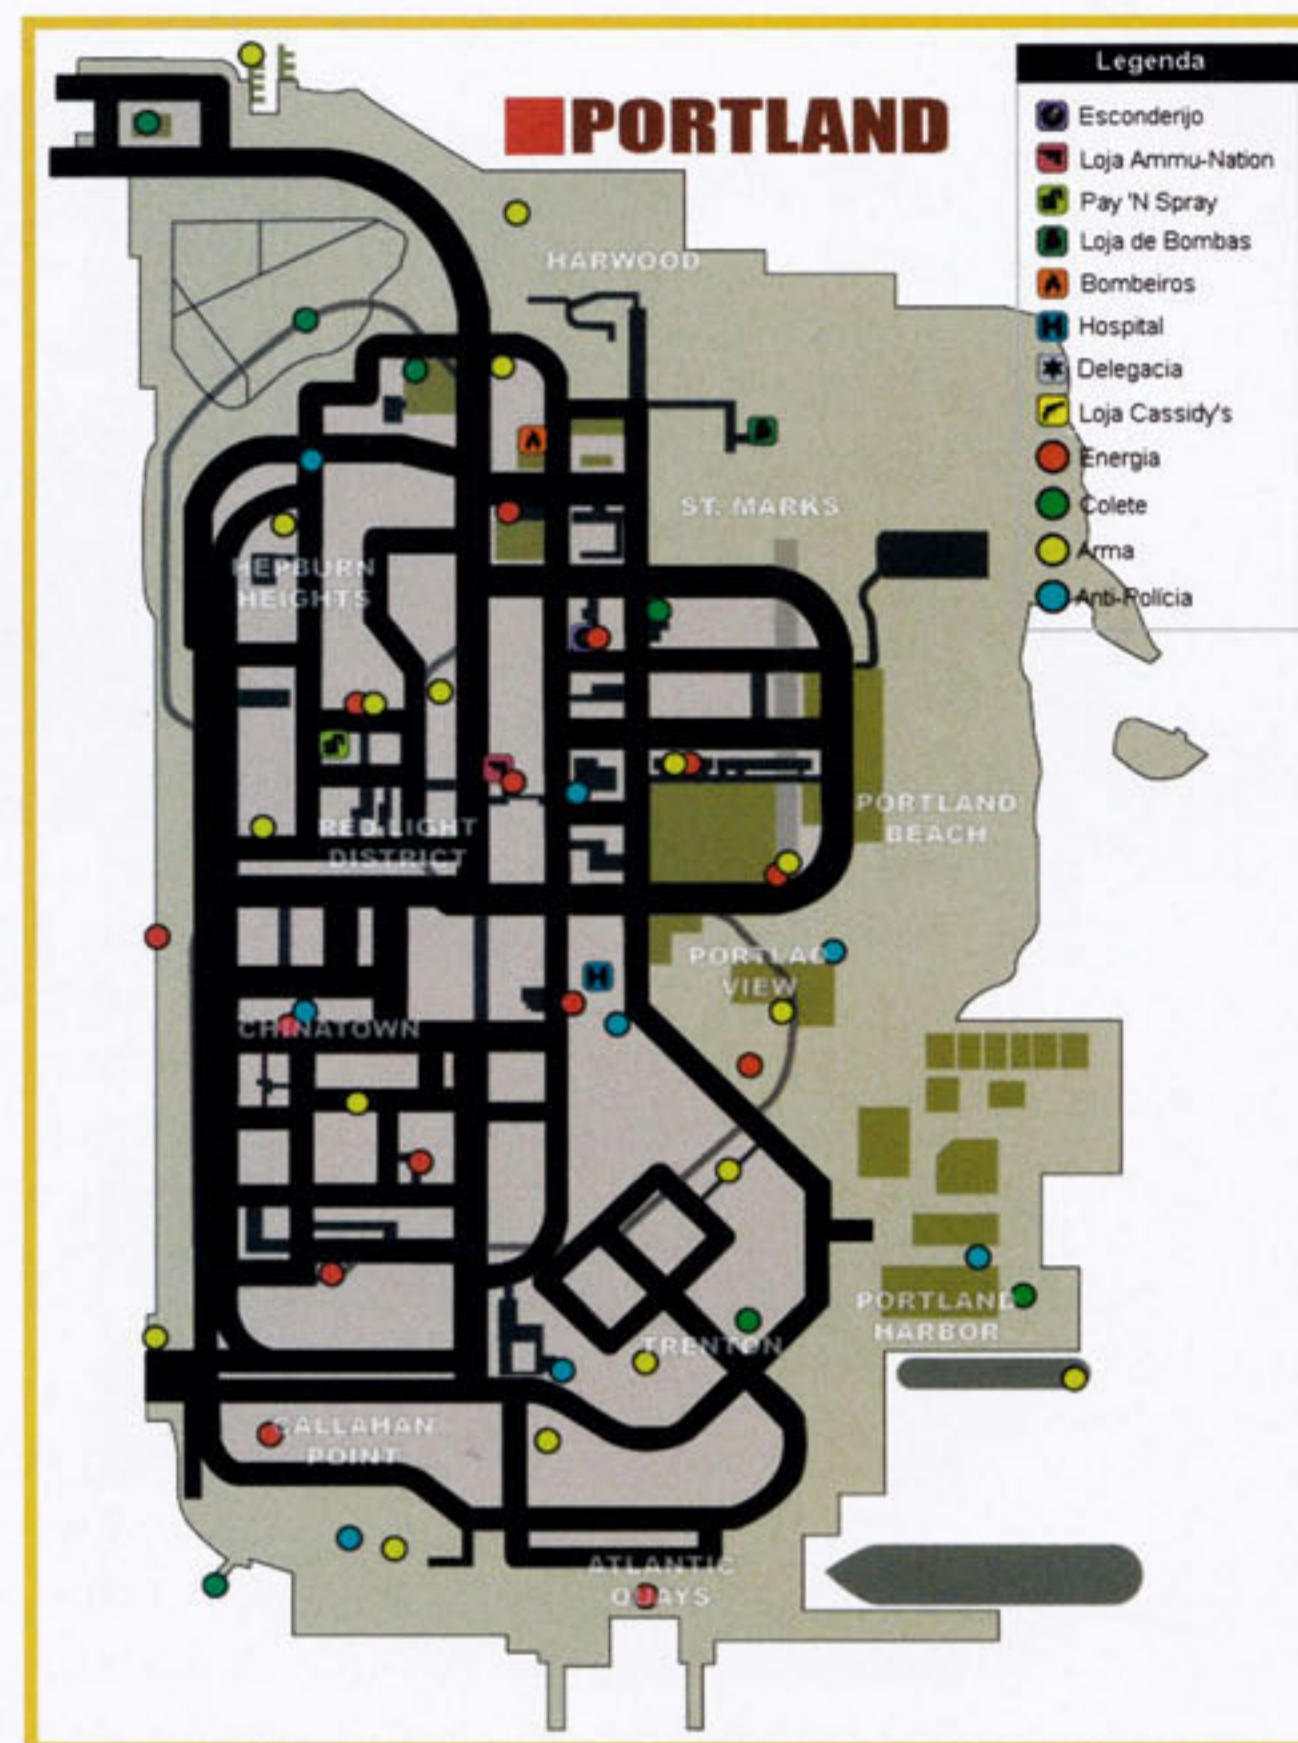 PORTLAND
Legenda
Esconderijo
Loja Ammu-Nation
Pay 'N Spray
Loja de Bombas
Bombeiros
Hospital
Delegacia
Loja Cassidy's
Energia
Colete
Arma
Anti-Polícia
HARWOOD
ST. MARKS
HEPBURN
HEIGHTS
PORTLAND
BEACH
RED LIGHT
DISTRICT
PORTLAO
VIEW
H
CHINATOWN
PORTLAND
HARBOR
TRENTON
CALLAHAN
POINT
ATLANTIC
QUAYS